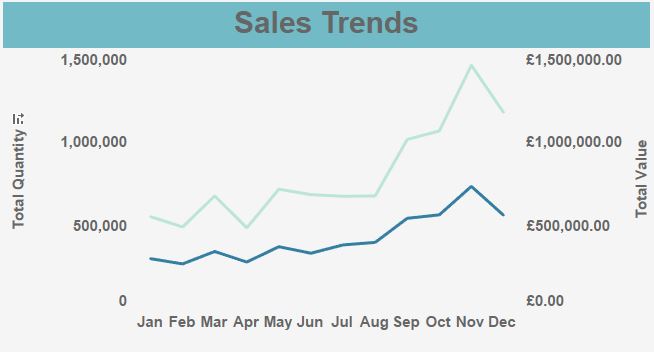 Sales Trends
Total Quantity
1,500,000
1,000,000
500,000
0
£1,500,000.00
£1,000,000.00
£500,000.00
£0.00
Total Value
Jan Feb Mar Apr May Jun Jul Aug Sep Oct Nov Dec